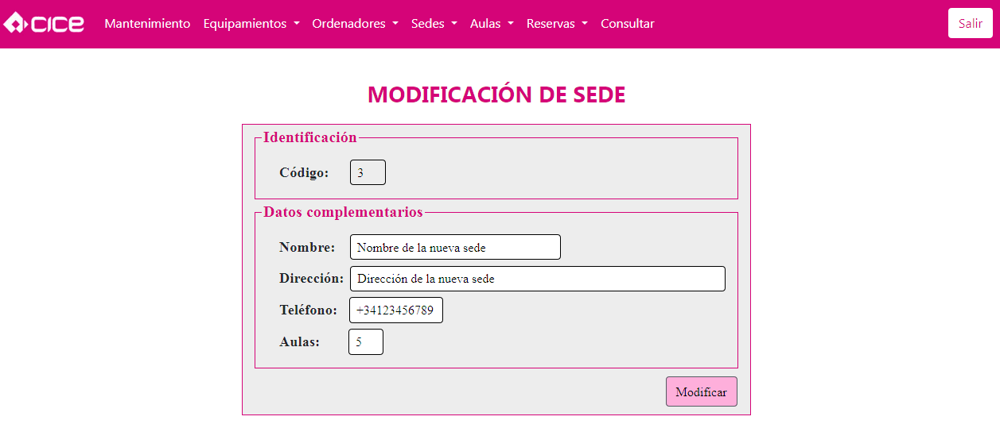 CICE Mantenimiento Equipamientos Ordenadores Sedes Aulas Reservas Consultar Salir
MODIFICACIÓN DE SEDE
Identificación
Código: 3
Datos complementarios
Nombre: Nombre de la nueva sede
Dirección: Dirección de la nueva sede
Teléfono: +34123456789
Aulas: 5
Modificar